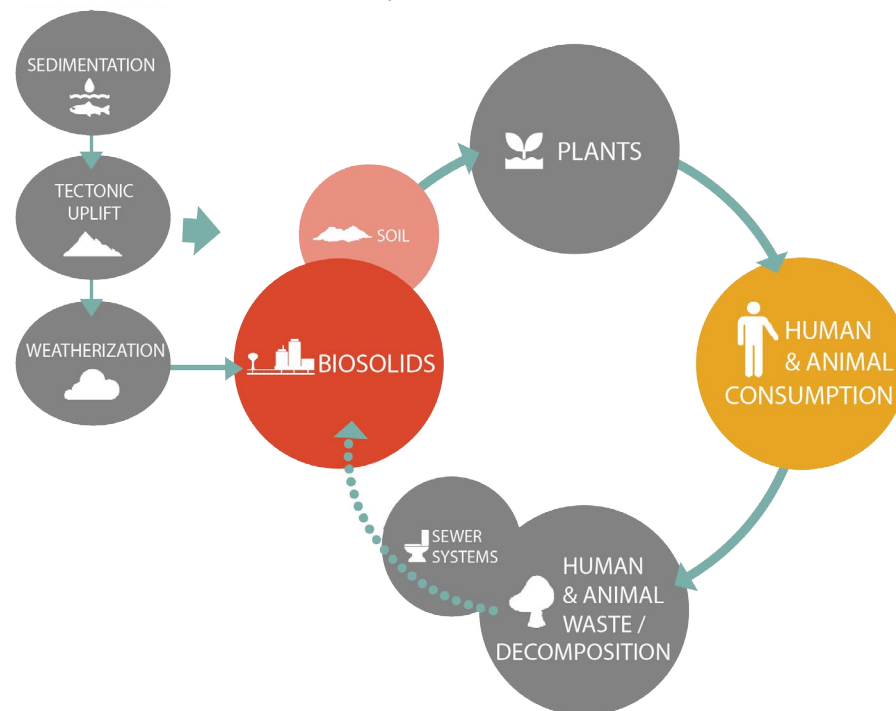 SEDIMENTATION
TECTONIC
UPLIFT
WEATHERIZATION
SOIL
BIOSOLIDS
PLANTS
HUMAN
& ANIMAL
CONSUMPTION
SEWER
SYSTEMS
HUMAN
& ANIMAL
WASTE /
DECOMPOSITION